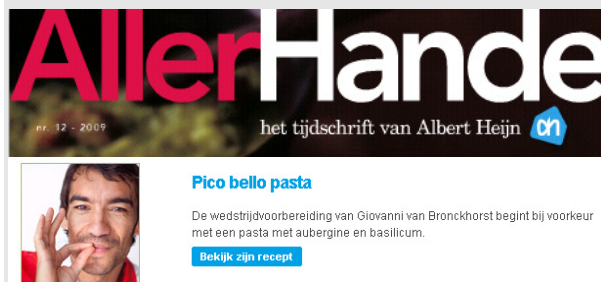 AllerHande
nr. 12 - 2009
het tijdschrift van Albert Heijn ah
Pico bello pasta
De wedstrijdvoorbereiding van Giovanni van Bronckhorst begint bij voorkeur
met een pasta met aubergine en basilicum.
Bekijk zijn recept